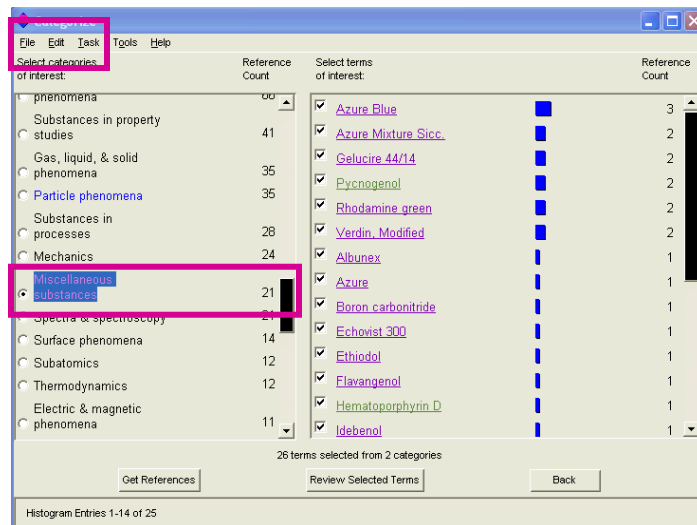 Categorize
File Edit Task Tools Help
Select categories
of interest:
Reference
Count
phenomena 66
Substances in property
studies 41
Gas, liquid, & solid
phenomena 35
Particle phenomena 35
Substances in
processes 28
Mechanics 24
Miscellaneous
substances 21
Spectra & spectroscopy 21
Surface phenomena 14
Subatomics 12
Thermodynamics 12
Electric & magnetic
phenomena 11
Select terms
of interest:
Reference
Count
Azure Blue 3
Azure Mixture Sicc. 2
Gelucire 44/14 2
Pycnogenol 2
Rhodamine green 2
Verdin, Modified 2
Albunex 1
Azure 1
Boron carbonitride 1
Echovist 300 1
Ethiodol 1
Flavangenol 1
Hematoporphyrin D 1
Idebenol 1
26 terms selected from 2 categories
Get References Review Selected Terms Back
Histogram Entries 1-14 of 25